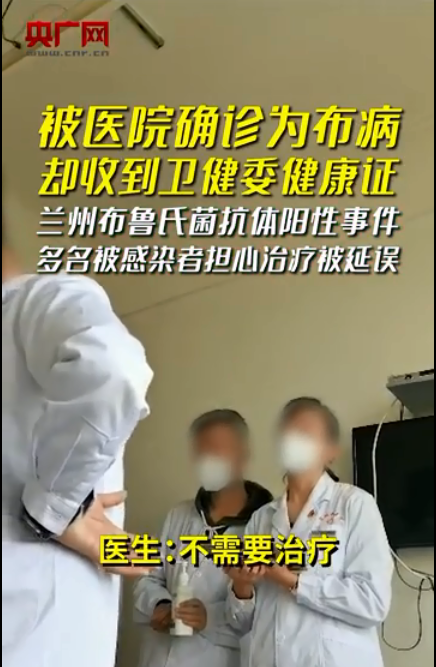 央广网
www.cnr.cn
被医院确诊为布病
却收到卫健委健康证
兰州布鲁氏菌抗体阳性事件
多名被感染者担心治疗被延误
医生:不需要治疗